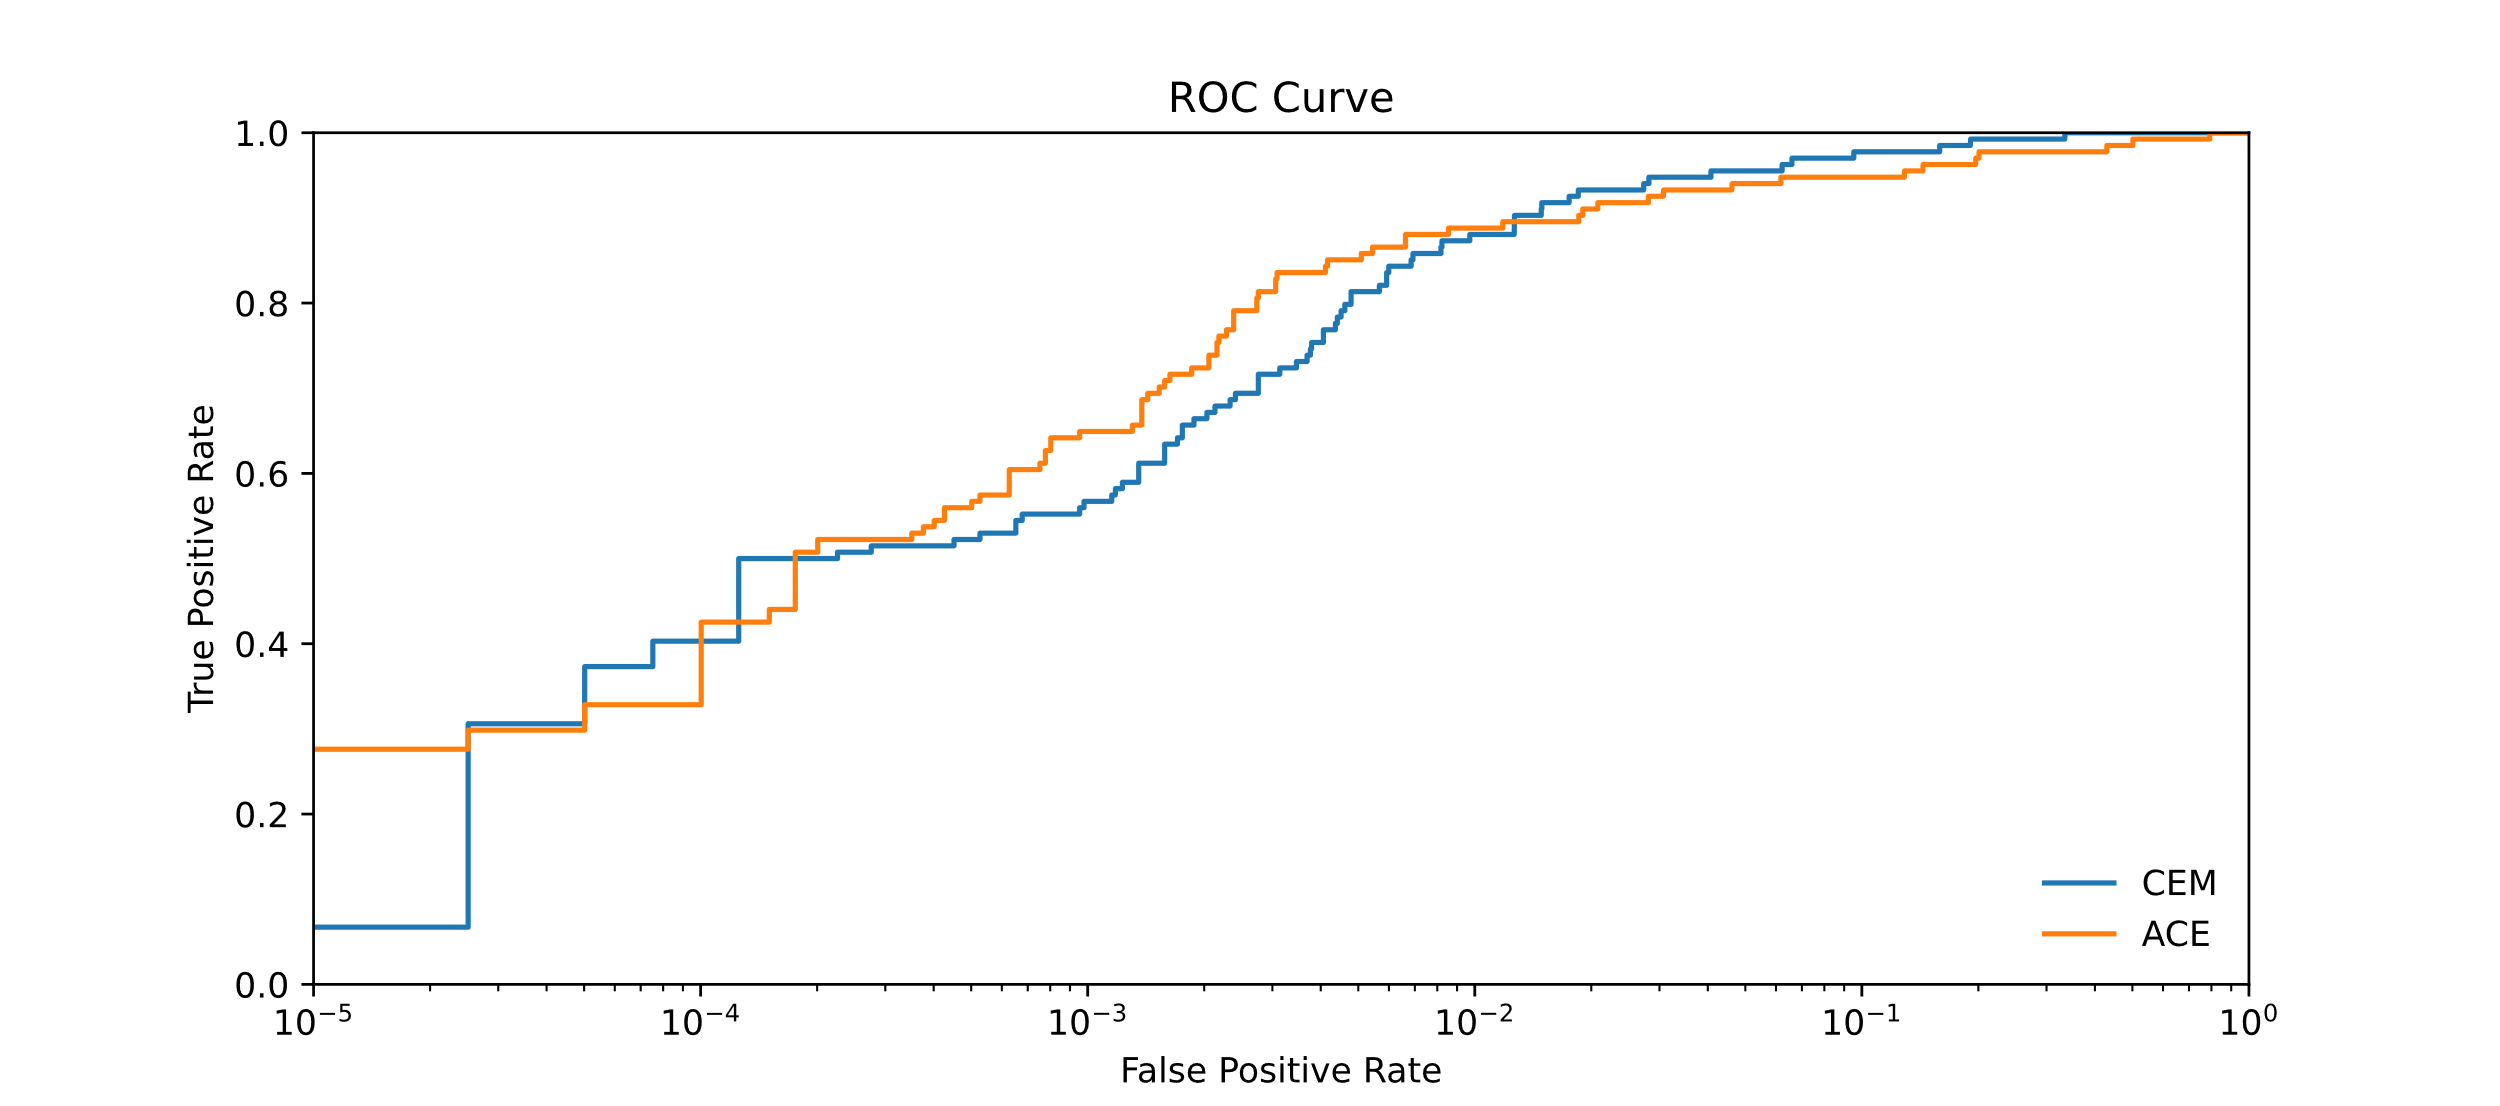 ROC Curve
1.0
0.8
0.6
0.4
0.2
0.0
True Positive Rate
CEM
ACE
10⁻⁵ 10⁻⁴ 10⁻³ 10⁻² 10⁻¹ 10⁰
False Positive Rate